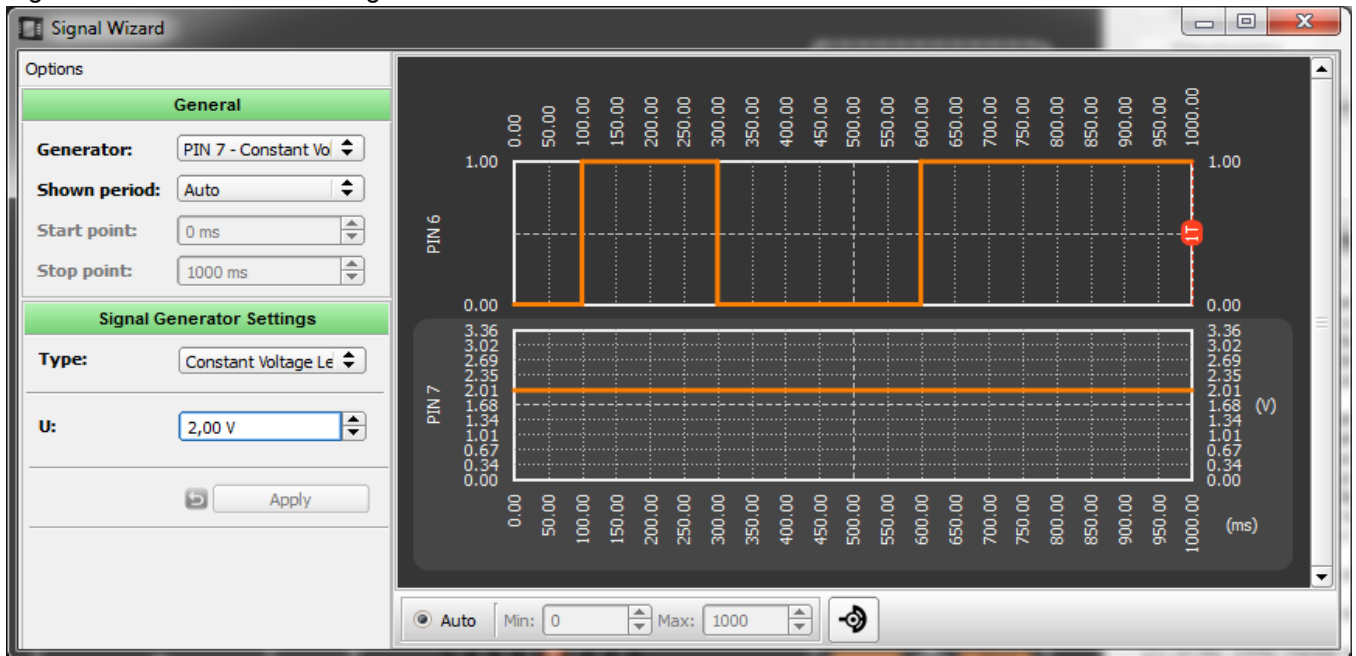 Signal Wizard
Options
General
Generator: PIN 7 - Constant Vo
Shown period: Auto
Start point: 0 ms
Stop point: 1000 ms
Signal Generator Settings
Type: Constant Voltage Le
U: 2,00 V
Apply
0.00 50.00 100.00 150.00 200.00 250.00 300.00 350.00 400.00 450.00 500.00 550.00 600.00 650.00 700.00 750.00 800.00 850.00 900.00 950.00 1000.00
1.00 1.00
PIN 6
1T
0.00 0.00
3.36 3.36
3.02 3.02
2.69 2.69
2.35 2.35
2.01 2.01
PIN 7
1.68 1.68 (V)
1.34 1.34
1.01 1.01
0.67 0.67
0.34 0.34
0.00 0.00
0.00 50.00 100.00 150.00 200.00 250.00 300.00 350.00 400.00 450.00 500.00 550.00 600.00 650.00 700.00 750.00 800.00 850.00 900.00 950.00 1000.00 (ms)
Auto Min: 0 Max: 1000